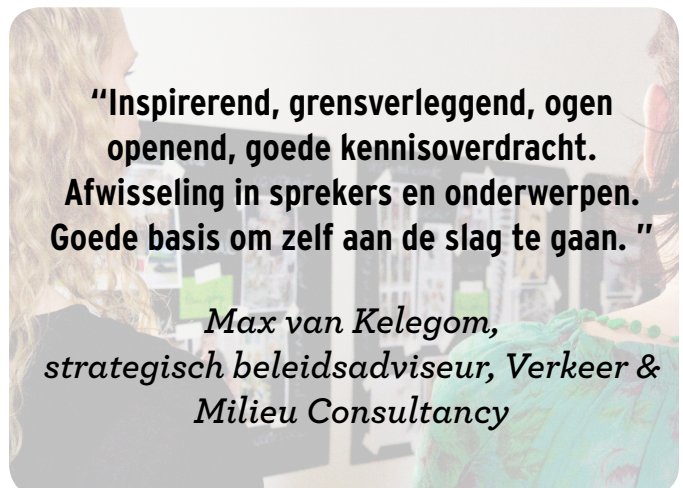 “Inspirerend, grensverleggend, ogen
openend, goede kennisoverdracht.
Afwisseling in sprekers en onderwerpen.
Goede basis om zelf aan de slag te gaan. ”
Max van Kelegom,
strategisch beleidsadviseur, Verkeer &
Milieu Consultancy